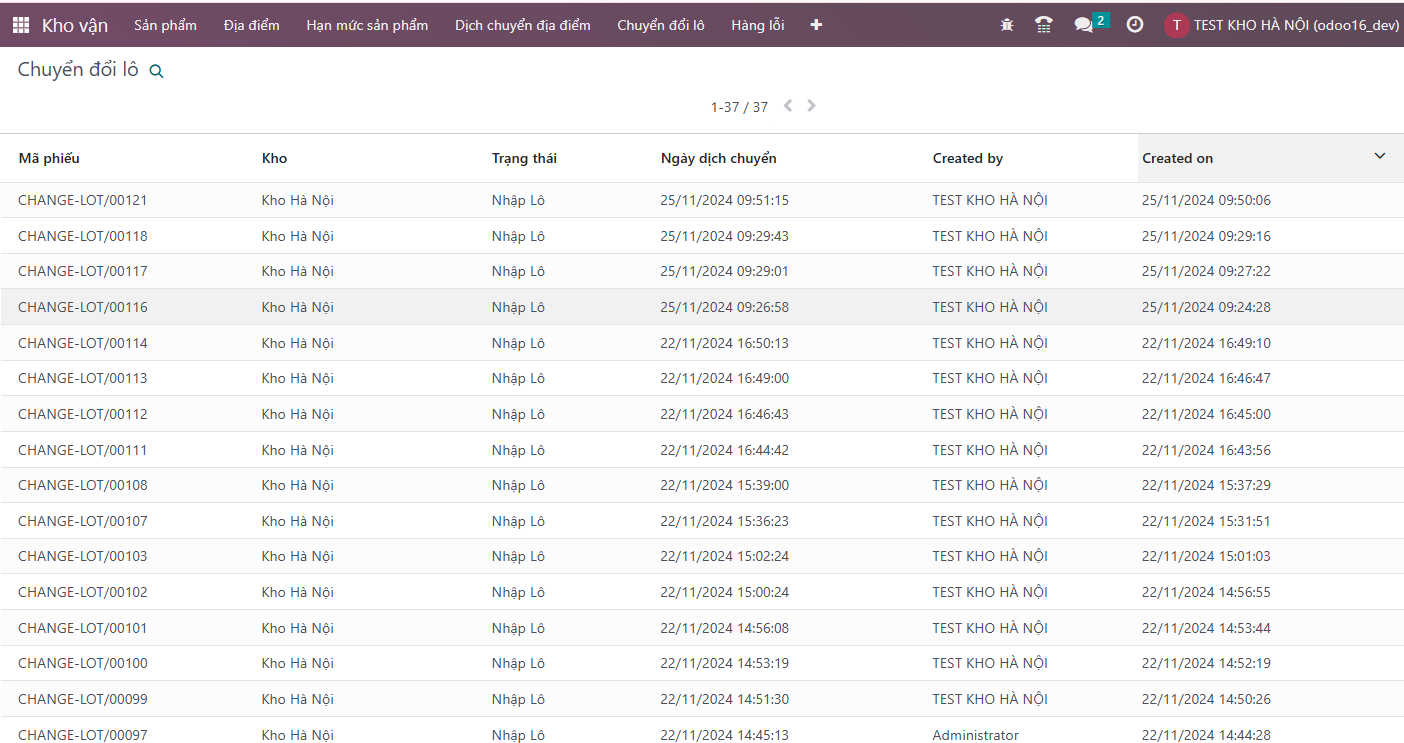 Kho vận Sản phẩm Địa điểm Hạn mức sản phẩm Dịch chuyển địa điểm Chuyển đổi lô Hàng lỗi + 2 T TEST KHO HÀ NỘI (odoo16_dev)
Chuyển đổi lô
1-37 / 37
Mã phiếu Kho Trạng thái Ngày dịch chuyển Created by Created on
CHANGE-LOT/00121 Kho Hà Nội Nhập Lô 25/11/2024 09:51:15 TEST KHO HÀ NỘI 25/11/2024 09:50:06
CHANGE-LOT/00118 Kho Hà Nội Nhập Lô 25/11/2024 09:29:43 TEST KHO HÀ NỘI 25/11/2024 09:29:16
CHANGE-LOT/00117 Kho Hà Nội Nhập Lô 25/11/2024 09:29:01 TEST KHO HÀ NỘI 25/11/2024 09:27:22
CHANGE-LOT/00116 Kho Hà Nội Nhập Lô 25/11/2024 09:26:58 TEST KHO HÀ NỘI 25/11/2024 09:24:28
CHANGE-LOT/00114 Kho Hà Nội Nhập Lô 22/11/2024 16:50:13 TEST KHO HÀ NỘI 22/11/2024 16:49:10
CHANGE-LOT/00113 Kho Hà Nội Nhập Lô 22/11/2024 16:49:00 TEST KHO HÀ NỘI 22/11/2024 16:46:47
CHANGE-LOT/00112 Kho Hà Nội Nhập Lô 22/11/2024 16:46:43 TEST KHO HÀ NỘI 22/11/2024 16:45:00
CHANGE-LOT/00111 Kho Hà Nội Nhập Lô 22/11/2024 16:44:42 TEST KHO HÀ NỘI 22/11/2024 16:43:56
CHANGE-LOT/00108 Kho Hà Nội Nhập Lô 22/11/2024 15:39:00 TEST KHO HÀ NỘI 22/11/2024 15:37:29
CHANGE-LOT/00107 Kho Hà Nội Nhập Lô 22/11/2024 15:36:23 TEST KHO HÀ NỘI 22/11/2024 15:31:51
CHANGE-LOT/00103 Kho Hà Nội Nhập Lô 22/11/2024 15:02:24 TEST KHO HÀ NỘI 22/11/2024 15:01:03
CHANGE-LOT/00102 Kho Hà Nội Nhập Lô 22/11/2024 15:00:24 TEST KHO HÀ NỘI 22/11/2024 14:56:55
CHANGE-LOT/00101 Kho Hà Nội Nhập Lô 22/11/2024 14:56:08 TEST KHO HÀ NỘI 22/11/2024 14:53:44
CHANGE-LOT/00100 Kho Hà Nội Nhập Lô 22/11/2024 14:53:19 TEST KHO HÀ NỘI 22/11/2024 14:52:19
CHANGE-LOT/00099 Kho Hà Nội Nhập Lô 22/11/2024 14:51:30 TEST KHO HÀ NỘI 22/11/2024 14:50:26
CHANGE-LOT/00097 Kho Hà Nội Nhập Lô 22/11/2024 14:45:13 Administrator 22/11/2024 14:44:28